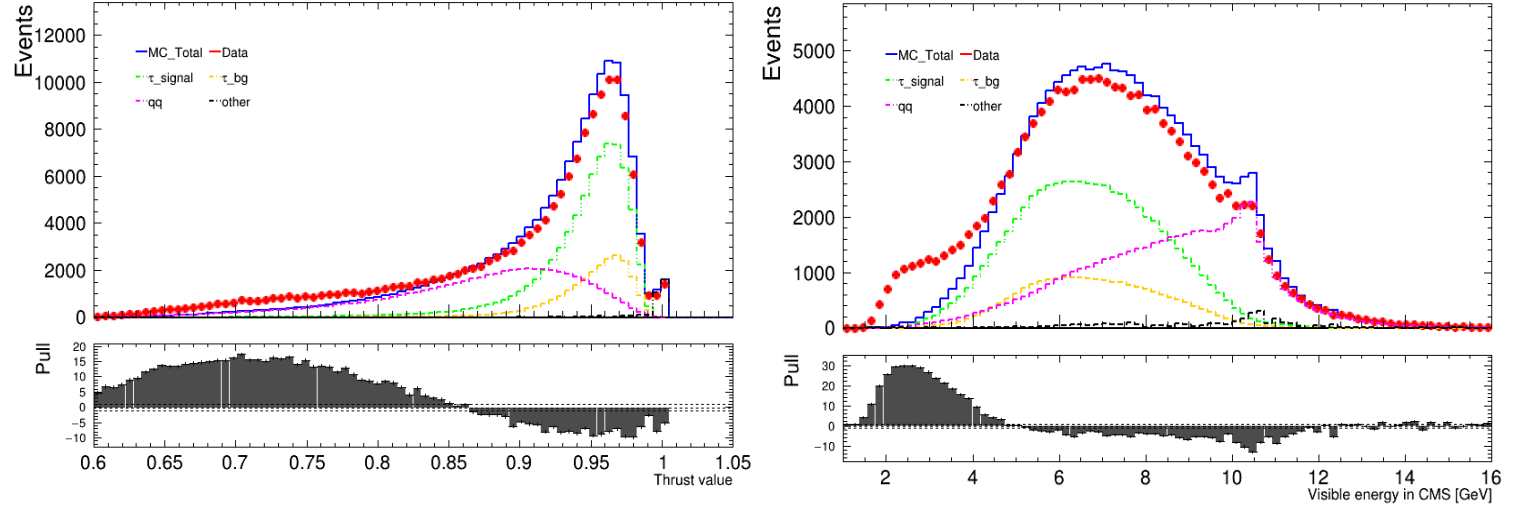 Events
12000
10000
8000
6000
4000
2000
0
MC_Total Data
τ_signal τ_bg
qq other
Pull
20
15
10
5
0
−5
−10
0.6 0.65 0.7 0.75 0.8 0.85 0.9 0.95 1 1.05
Thrust value
Events
5000
4000
3000
2000
1000
0
MC_Total Data
τ_signal τ_bg
qq other
Pull
30
20
10
0
−10
2 4 6 8 10 12 14 16
Visible energy in CMS [GeV]